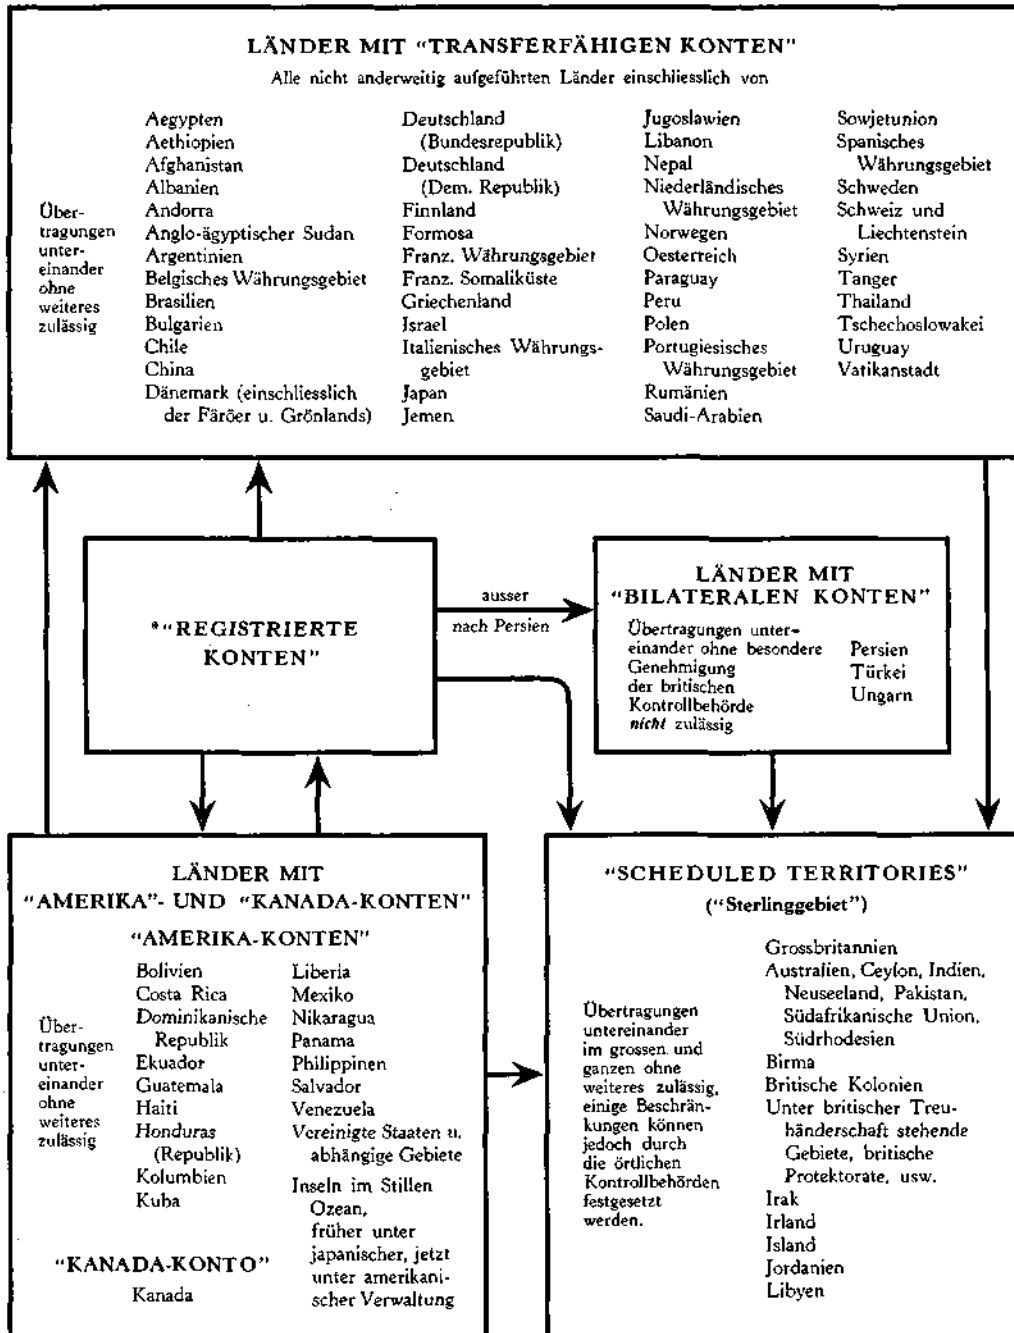 LÄNDER MIT “TRANSFERFÄHIGEN KONTEN”
Alle nicht anderweitig aufgeführten Länder einschliesslich von
Über-
tragungen
unter-
einander
ohne
weiteres
zulässig
Aegypten
Aethiopien
Afghanistan
Albanien
Andorra
Anglo-ägyptischer Sudan
Argentinien
Belgisches Währungsgebiet
Brasilien
Bulgarien
Chile
China
Dänemark (einschliesslich
der Färöer u. Grönlands)
Deutschland
(Bundesrepublik)
Deutschland
(Dem. Republik)
Finnland
Formosa
Franz. Währungsgebiet
Franz. Somaliküste
Griechenland
Israel
Italienisches Währungs-
gebiet
Japan
Jemen
Jugoslawien
Libanon
Nepal
Niederländisches
Währungsgebiet
Norwegen
Oesterreich
Paraguay
Peru
Polen
Portugiesisches
Währungsgebiet
Rumänien
Saudi-Arabien
Sowjetunion
Spanisches
Währungsgebiet
Schweden
Schweiz und
Liechtenstein
Syrien
Tanger
Thailand
Tschechoslowakei
Uruguay
Vatikanstadt
*“REGISTRIERTE
KONTEN”
ausser
nach Persien
LÄNDER MIT
“BILATERALEN KONTEN”
Übertragungen unter-
einander ohne besondere
Genehmigung
der britischen
Kontrollbehörde
nicht zulässig
Persien
Türkei
Ungarn
LÄNDER MIT
“AMERIKA”- UND “KANADA-KONTEN”
“AMERIKA-KONTEN”
Über-
tragungen
unter-
einander
ohne
weiteres
zulässig
Bolivien
Costa Rica
Dominikanische
Republik
Ekuador
Guatemala
Haiti
Honduras
(Republik)
Kolumbien
Kuba
Liberia
Mexiko
Nikaragua
Panama
Philippinen
Salvador
Venezuela
Vereinigte Staaten u.
abhängige Gebiete
Inseln im Stillen
Ozean,
früher unter
japanischer, jetzt
unter amerikani-
scher Verwaltung
“KANADA-KONTO”
Kanada
“SCHEDULED TERRITORIES”
(“Sterlinggebiet”)
Übertragungen
untereinander
im grossen und
ganzen ohne
weiteres zulässig,
einige Beschrän-
kungen können
jedoch durch
die örtlichen
Kontrollbehörden
festgesetzt
werden.
Grossbritannien
Australien, Ceylon, Indien,
Neuseeland, Pakistan,
Südafrikanische Union,
Südrhodesien
Birma
Britische Kolonien
Unter britischer Treu-
händerschaft stehende
Gebiete, britische
Protektorate, usw.
Irak
Irland
Island
Jordanien
Libyen